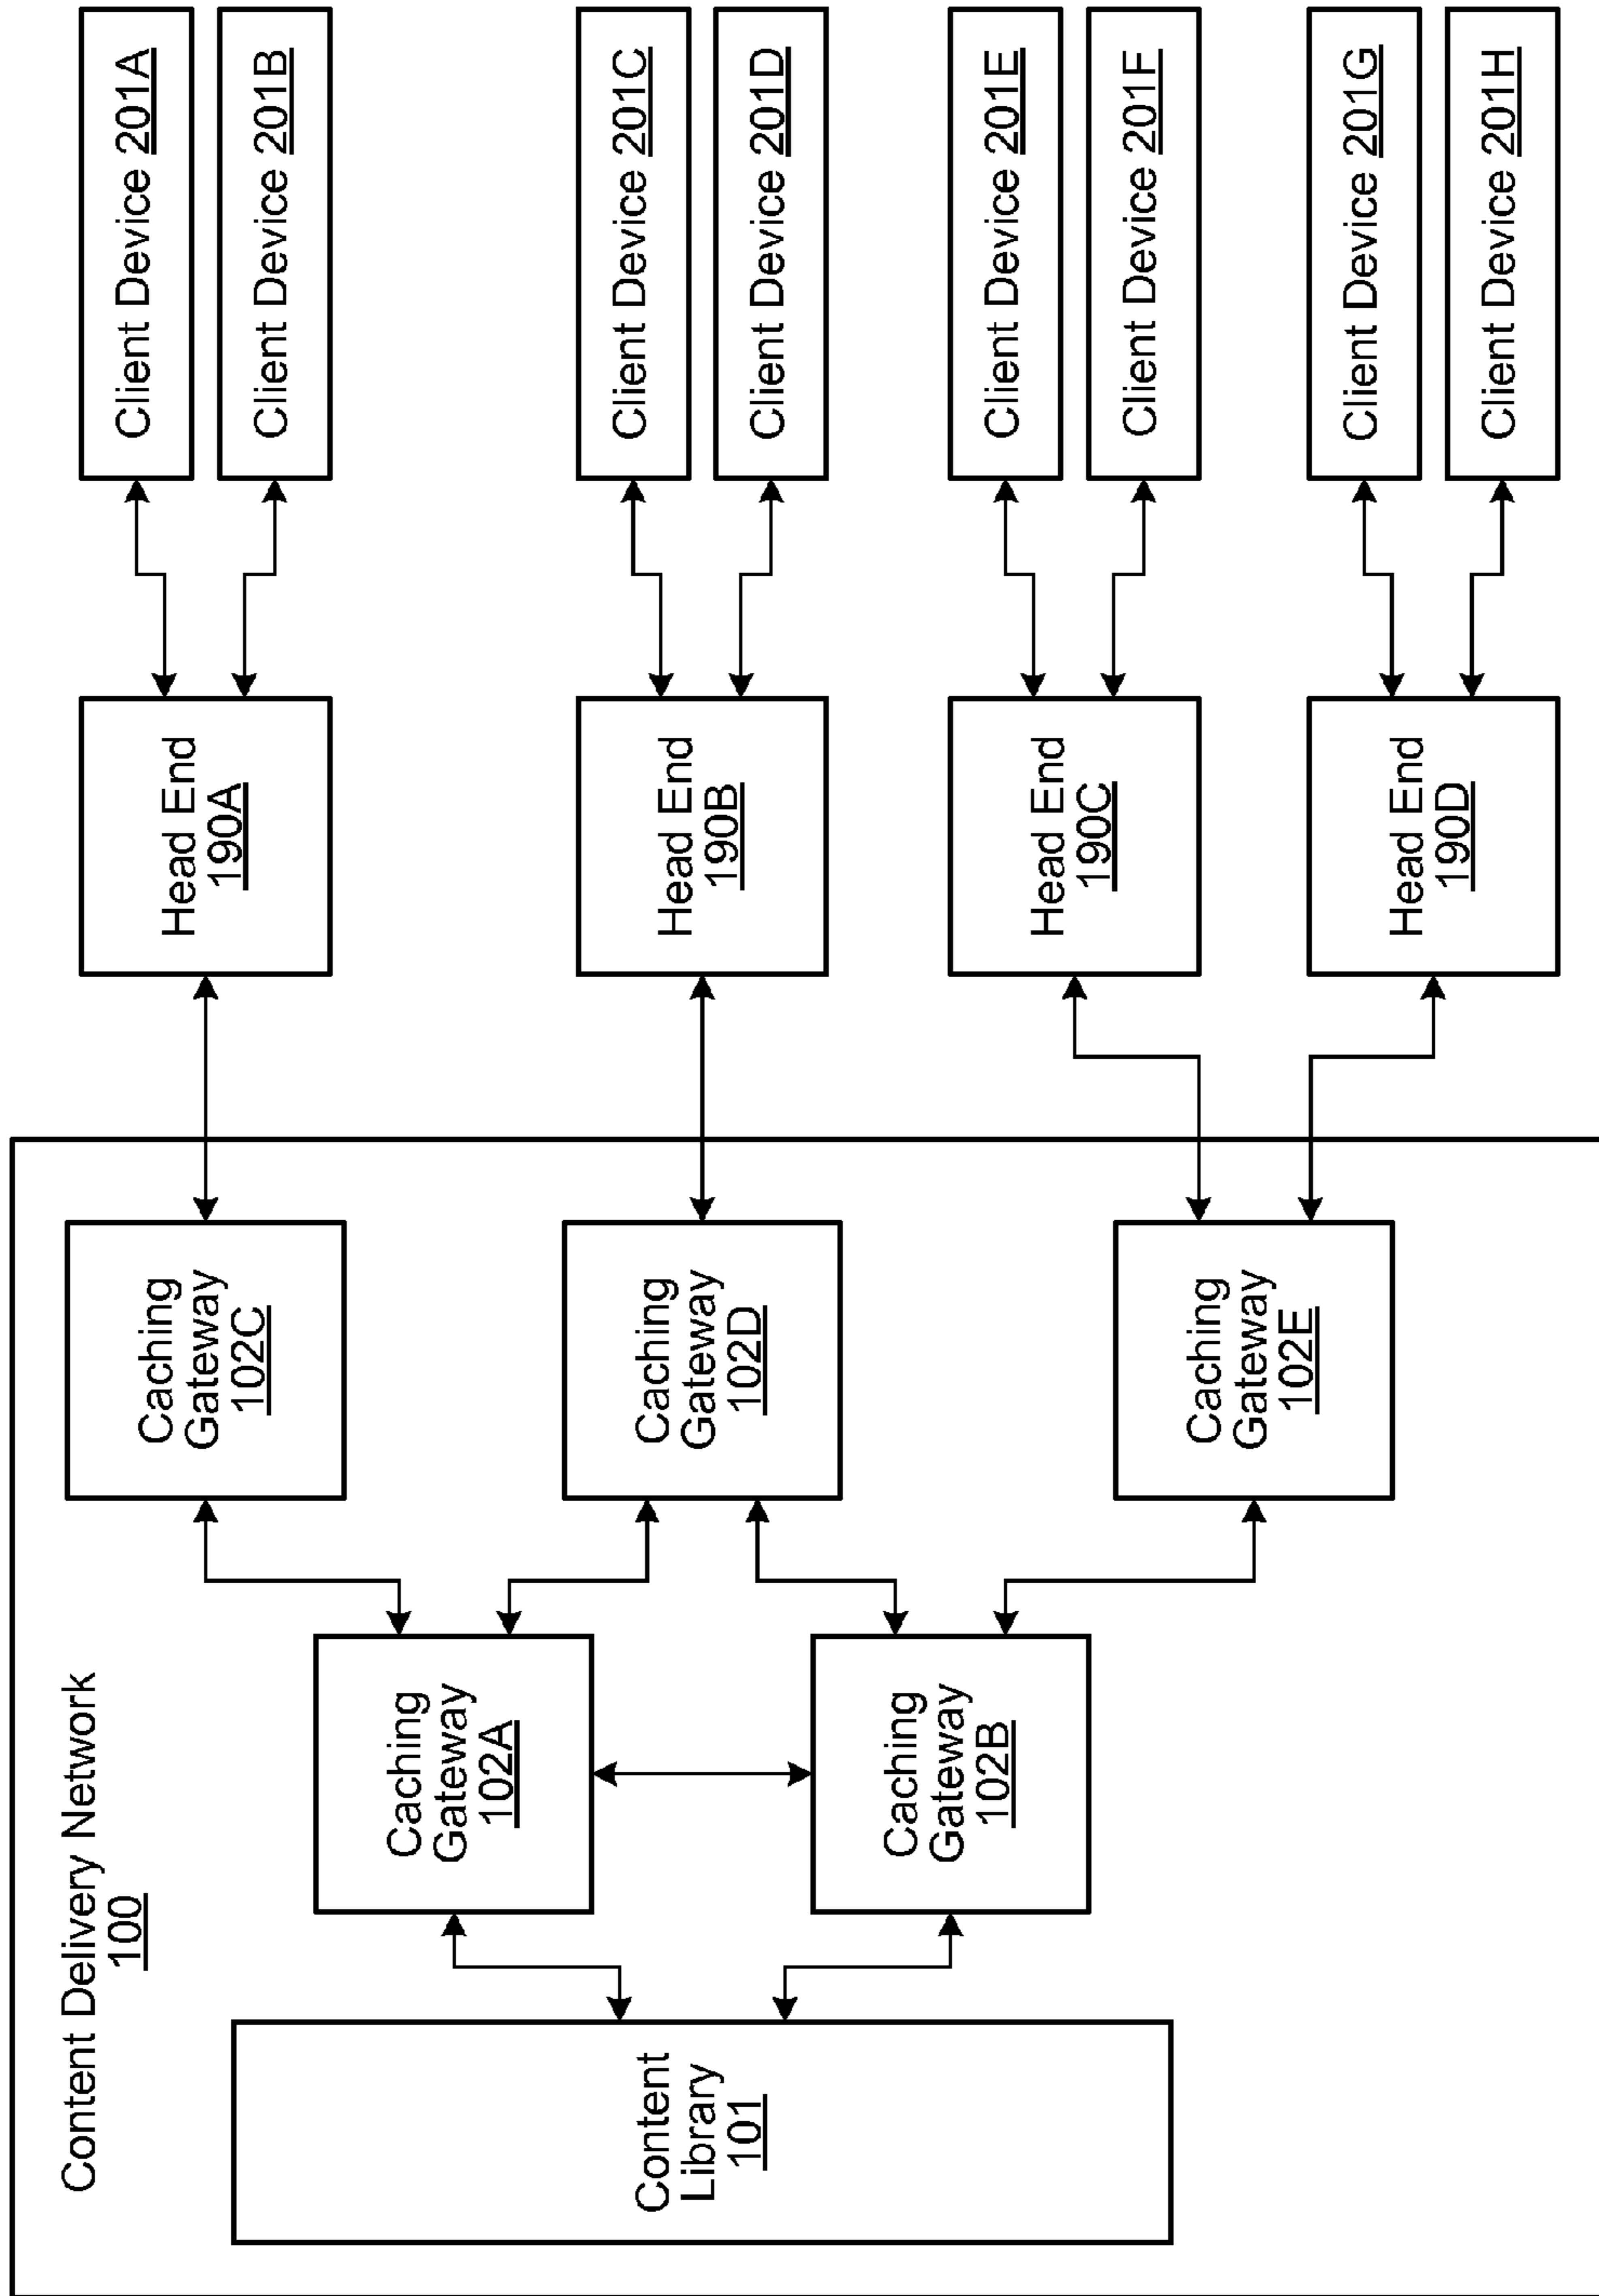 Content Delivery Network
100
Content
Library
101
Caching
Gateway
102A
Caching
Gateway
102B
Caching
Gateway
102C
Caching
Gateway
102D
Caching
Gateway
102E
Head End
190A
Head End
190B
Head End
190C
Head End
190D
Client Device 201A
Client Device 201B
Client Device 201C
Client Device 201D
Client Device 201E
Client Device 201F
Client Device 201G
Client Device 201H